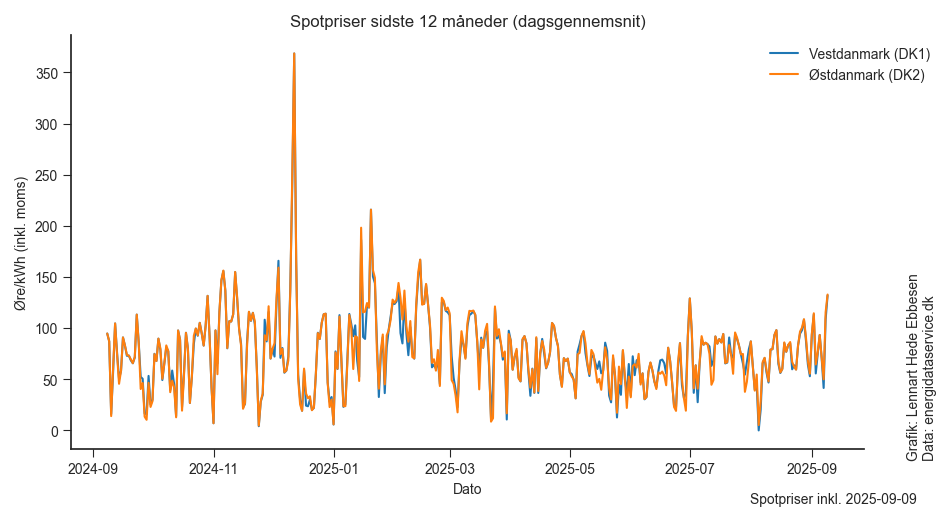 Spotpriser sidste 12 måneder (dagsgennemsnit)
Vestdanmark (DK1)
Østdanmark (DK2)
Øre/kWh (inkl. moms)
350
300
250
200
150
100
50
0
2024-09
2024-11
2025-01
2025-03
2025-05
2025-07
2025-09
Dato
Grafik: Lennart Hede Ebbesen
Data: energidataservice.dk
Spotpriser inkl. 2025-09-09